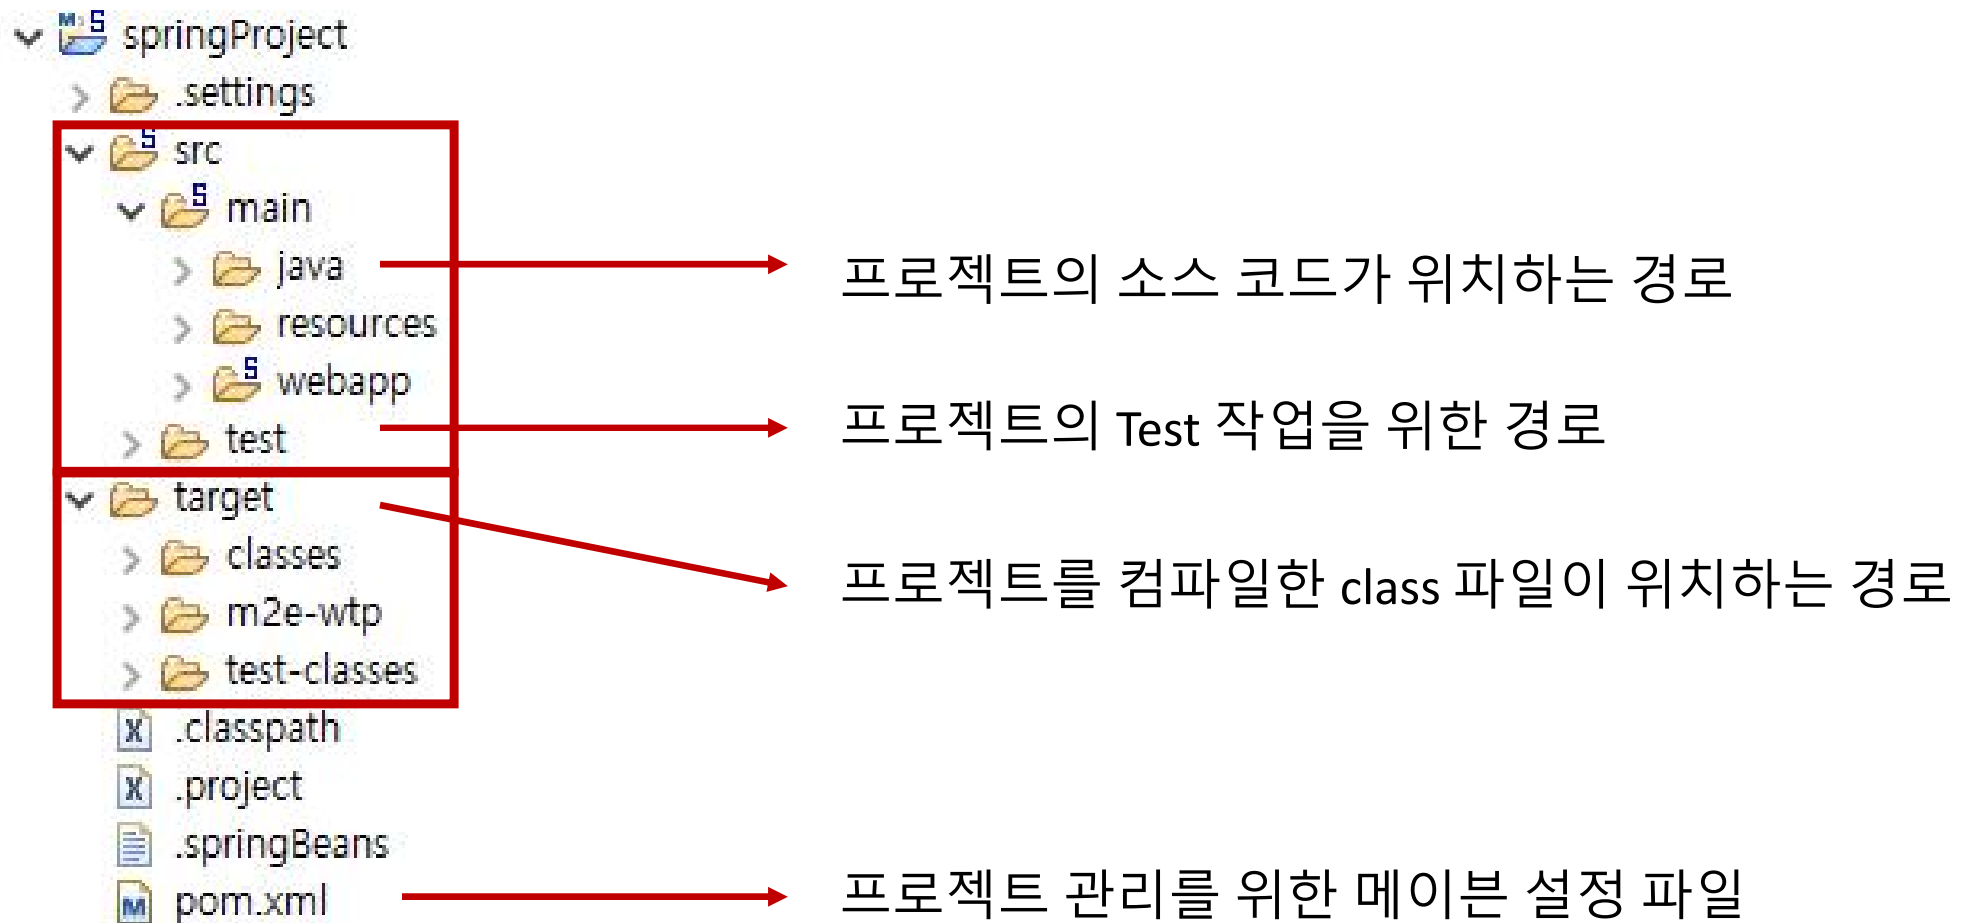 springProject
.settings
src
main
java
프로젝트의 소스 코드가 위치하는 경로
resources
webapp
프로젝트의 Test 작업을 위한 경로
test
target
classes
프로젝트를 컴파일한 class 파일이 위치하는 경로
m2e-wtp
test-classes
.classpath
.project
.springBeans
pom.xml
프로젝트 관리를 위한 메이븐 설정 파일